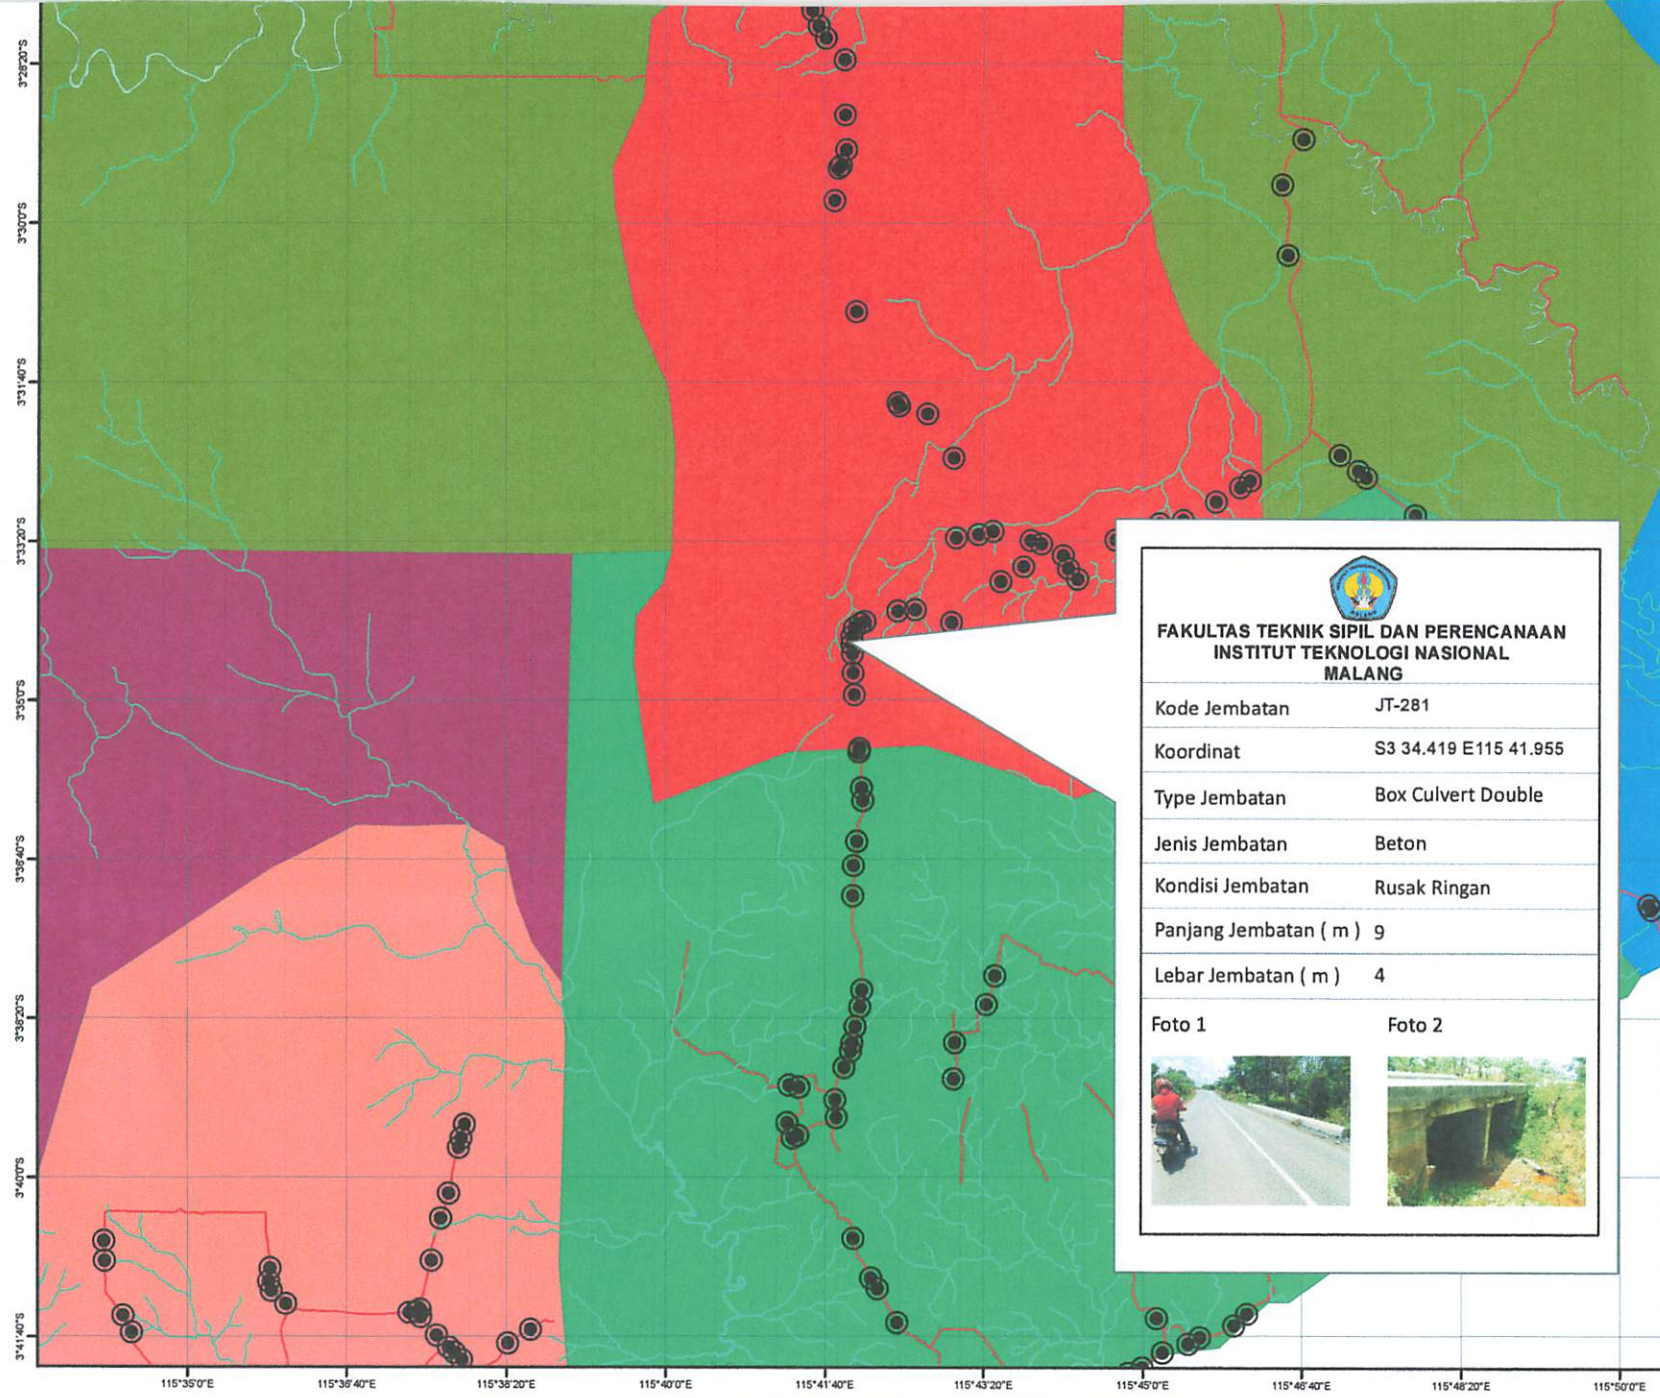 3°28'20"S
3°30'0"S
3°31'40"S
3°33'20"S
3°35'0"S
3°36'40"S
3°38'20"S
3°40'0"S
3°41'40"S
FAKULTAS TEKNIK SIPIL DAN PERENCANAAN
INSTITUT TEKNOLOGI NASIONAL
MALANG
Kode Jembatan JT-281
Koordinat S3 34.419 E115 41.955
Type Jembatan Box Culvert Double
Jenis Jembatan Beton
Kondisi Jembatan Rusak Ringan
Panjang Jembatan ( m ) 9
Lebar Jembatan ( m ) 4
Foto 1 Foto 2
115°35'0"E 115°36'40"E 115°38'20"E 115°40'0"E 115°41'40"E 115°43'20"E 115°45'0"E 115°46'40"E 115°48'20"E 115°50'0"E